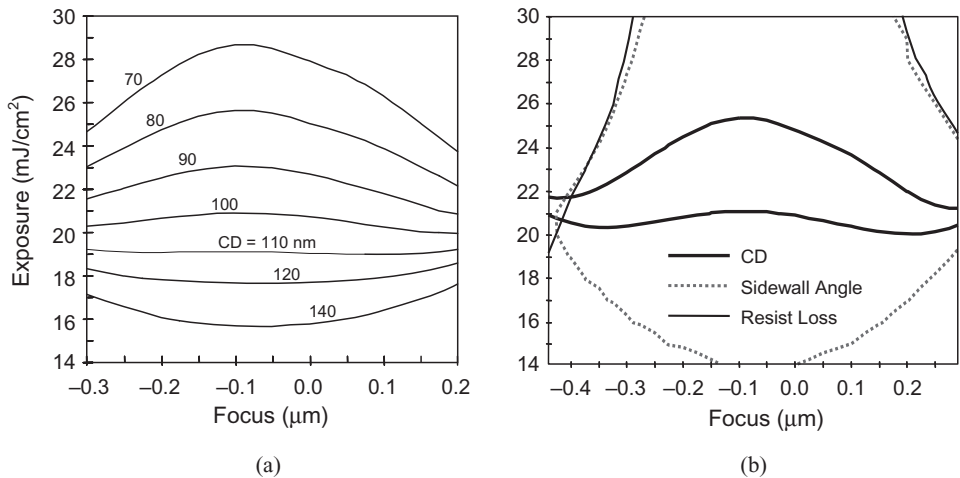 30
28
26
24
22
20
18
16
14
Exposure (mJ/cm²)
70
80
90
100
CD = 110 nm
120
140
–0.3 –0.2 –0.1 0.0 0.1 0.2
Focus (μm)
(a)
30
28
26
24
22
20
18
16
14
CD
Sidewall Angle
Resist Loss
–0.4 –0.3 –0.2 –0.1 0.0 0.1 0.2
Focus (μm)
(b)